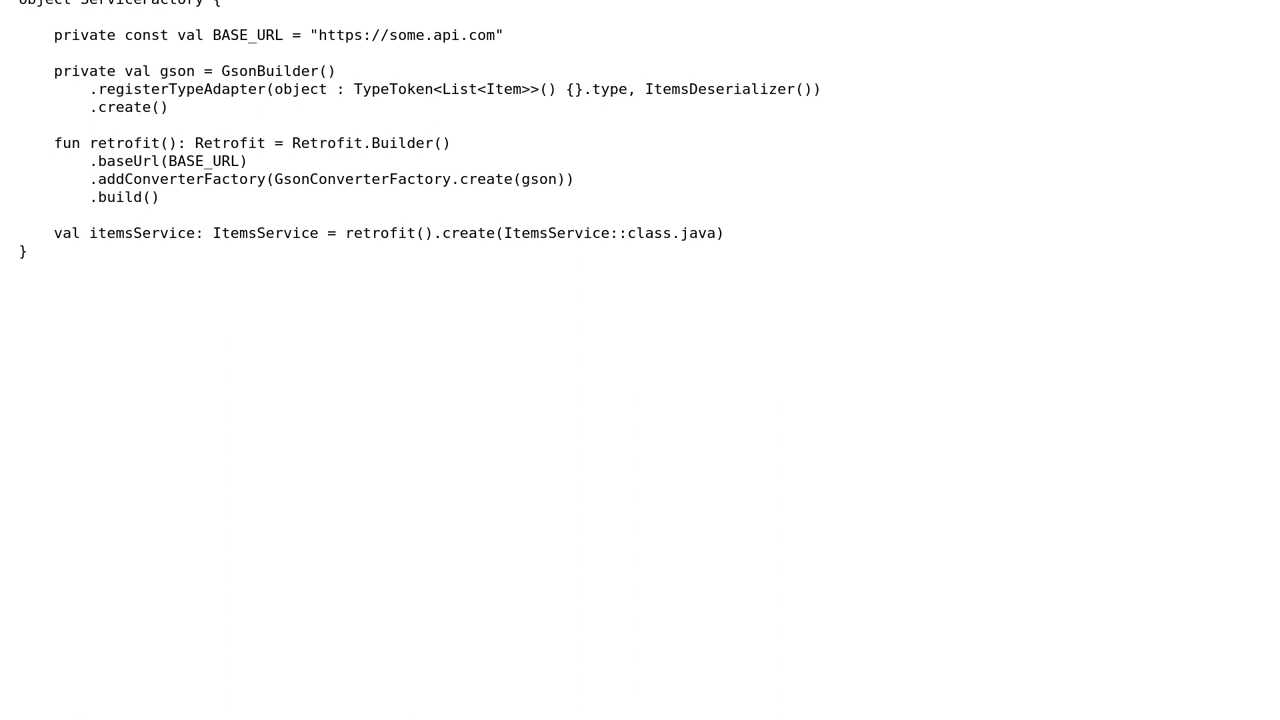 object ServiceFactory {
    private const val BASE_URL = "https://some.api.com"
    private val gson = GsonBuilder()
        .registerTypeAdapter(object : TypeToken<List<Item>>() {}.type, ItemsDeserializer())
        .create()
    fun retrofit(): Retrofit = Retrofit.Builder()
        .baseUrl(BASE_URL)
        .addConverterFactory(GsonConverterFactory.create(gson))
        .build()
    val itemsService: ItemsService = retrofit().create(ItemsService::class.java)
}